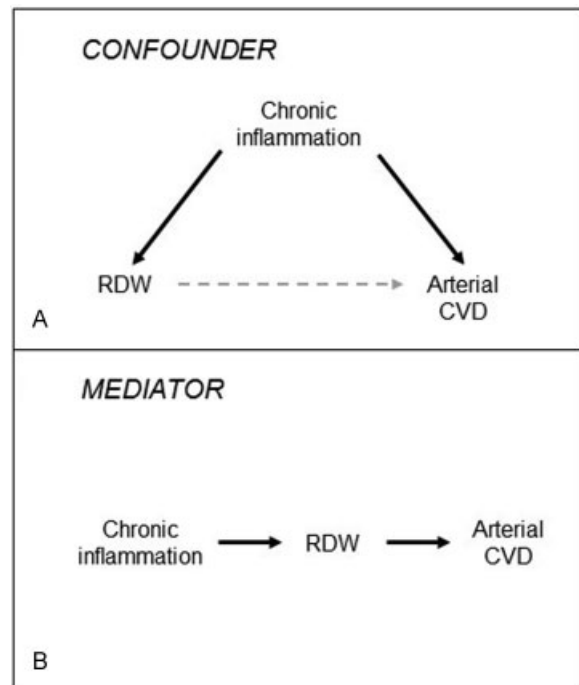 CONFOUNDER
Chronic
inflammation
RDW
Arterial
CVD
A
MEDIATOR
Chronic
inflammation
RDW
Arterial
CVD
B